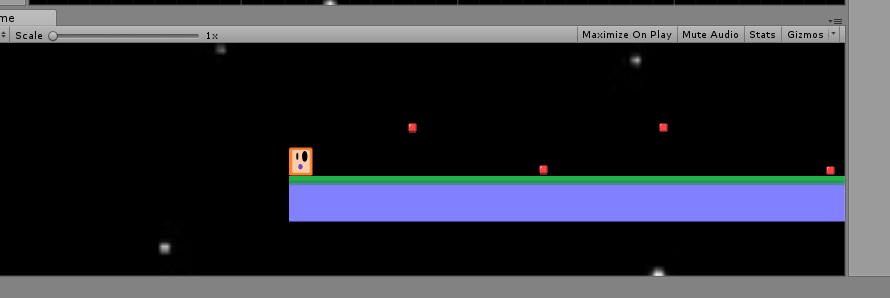 me
Scale 1x Maximize On Play Mute Audio Stats Gizmos